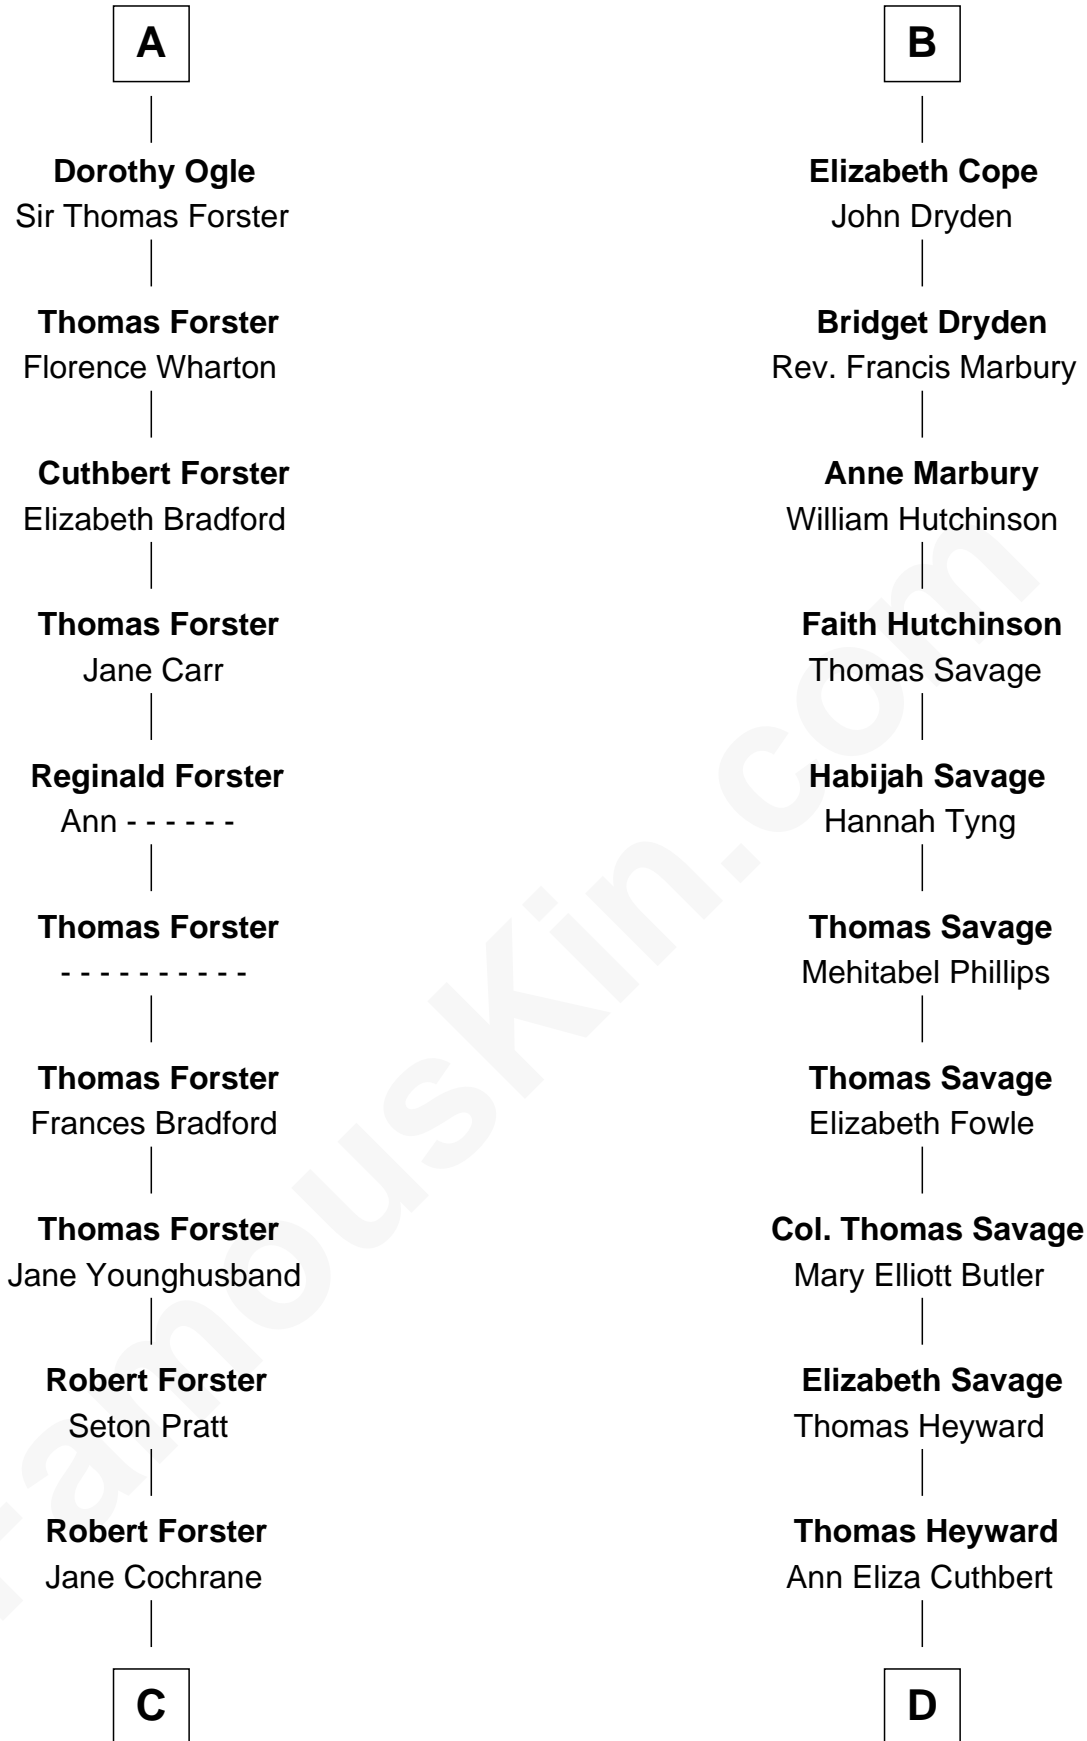 A
Dorothy Ogle
Sir Thomas Forster
Thomas Forster
Florence Wharton
Cuthbert Forster
Elizabeth Bradford
Thomas Forster
Jane Carr
Reginald Forster
Ann - - - - - -
Thomas Forster
- - - - - - - - - -
Thomas Forster
Frances Bradford
Thomas Forster
Jane Younghusband
Robert Forster
Seton Pratt
Robert Forster
Jane Cochrane
C
B
Elizabeth Cope
John Dryden
Bridget Dryden
Rev. Francis Marbury
Anne Marbury
William Hutchinson
Faith Hutchinson
Thomas Savage
Habijah Savage
Hannah Tyng
Thomas Savage
Mehitabel Phillips
Thomas Savage
Elizabeth Fowle
Col. Thomas Savage
Mary Elliott Butler
Elizabeth Savage
Thomas Heyward
Thomas Heyward
Ann Eliza Cuthbert
D
FamousKin.com